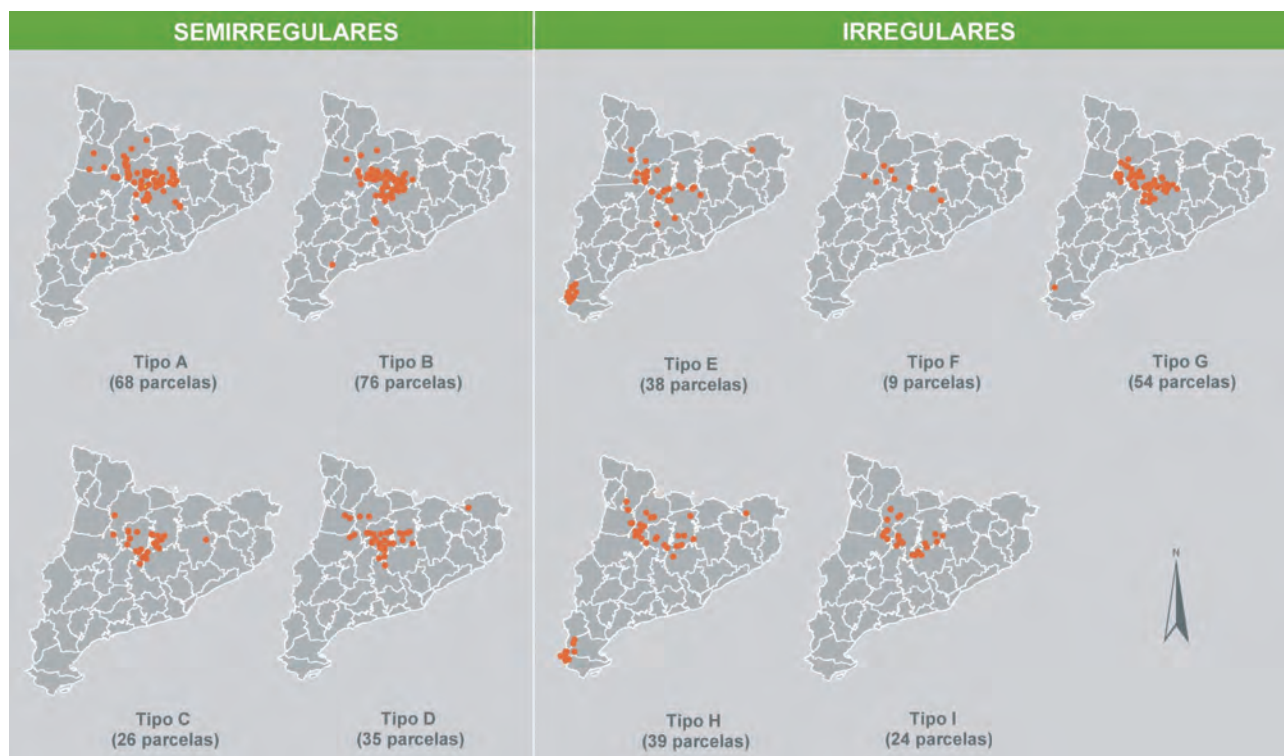 SEMIRREGULARES
IRREGULARES
Tipo A
(68 parcelas)
Tipo B
(76 parcelas)
Tipo E
(38 parcelas)
Tipo F
(9 parcelas)
Tipo G
(54 parcelas)
Tipo C
(26 parcelas)
Tipo D
(35 parcelas)
Tipo H
(39 parcelas)
Tipo I
(24 parcelas)
N